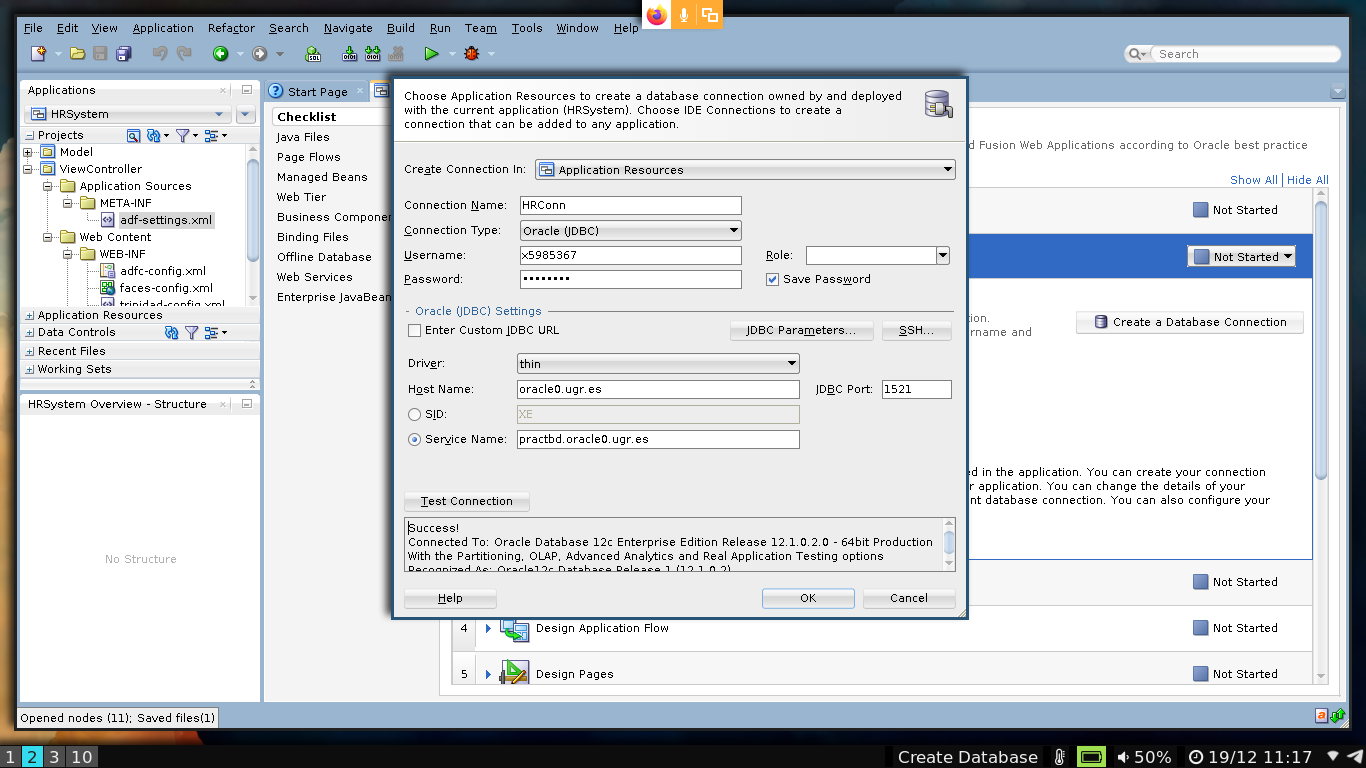 File Edit View Application Refactor Search Navigate Build Run Team Tools Window Help
Search
Applications
HRSystem
Projects
Model
ViewController
Application Sources
META-INF
adf-settings.xml
Web Content
WEB-INF
adfc-config.xml
faces-config.xml
trinidad-config.xml
Application Resources
Data Controls
Recent Files
Working Sets
HRSystem Overview - Structure
No Structure
Start Page
Checklist
Java Files
Page Flows
Managed Beans
Web Tier
Business Componen
Binding Files
Offline Database
Web Services
Enterprise JavaBean
Choose Application Resources to create a database connection owned by and deployed
with the current application (HRSystem). Choose IDE Connections to create a
connection that can be added to any application.
Create Connection In: Application Resources
Connection Name: HRConn
Connection Type: Oracle (JDBC)
Username: x5985367 Role:
Password: •••••••• Save Password
Oracle (JDBC) Settings
Enter Custom JDBC URL JDBC Parameters... SSH...
Driver: thin
Host Name: oracle0.ugr.es JDBC Port: 1521
SID: XE
Service Name: practbd.oracle0.ugr.es
Test Connection
Success!
Connected To: Oracle Database 12c Enterprise Edition Release 12.1.0.2.0 - 64bit Production
With the Partitioning, OLAP, Advanced Analytics and Real Application Testing options
Recognized As: Oracle12c Database Release 1 (12.1.0.2)
Help OK Cancel
d Fusion Web Applications according to Oracle best practice
Show All | Hide All
Not Started
Not Started
tion.
rname and
Create a Database Connection
ed in the application. You can create your connection
r application. You can change the details of your
nt database connection. You can also configure your
Not Started
4 Design Application Flow Not Started
5 Design Pages Not Started
Opened nodes (11); Saved files(1)
1 2 3 10 Create Database 50% 19/12 11:17